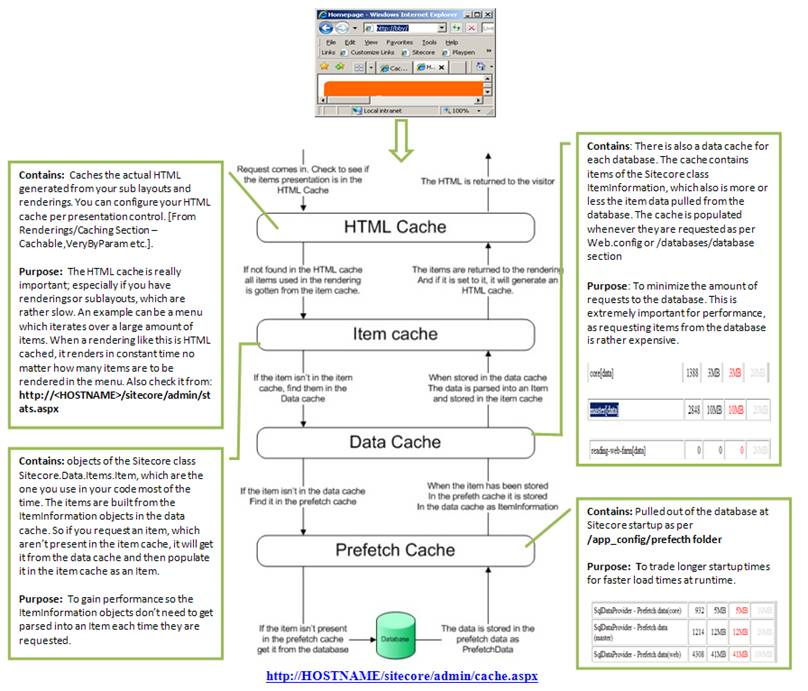 Homepage - Windows Internet Explorer
http://bby/
File Edit View Favorites Tools Help
Links Customize Links Sitecore Playpen
Cac...
H...
Local intranet
100%
Contains: Caches the actual HTML
generated from your sub layouts and
renderings. You can configure your HTML
cache per presentation control. [From
Renderings/Caching Section –
Cachable,VeryByParam etc.].
Purpose: The HTML cache is really
important; especially if you have
renderings or sublayouts, which are
rather slow. An example can be a menu
which iterates over a large amount of
items. When a rendering like this is HTML
cached, it renders in constant time no
matter how many items are to be
rendered in the menu. Also check it from:
http://<HOSTNAME>/sitecore/admin/st
ats.aspx
Contains: objects of the Sitecore class
Sitecore.Data.Items.Item, which are the
one you use in your code most of the
time. The items are built from the
ItemInformation objects in the data
cache. So if you request an item, which
aren't present in the item cache, it will get
it from the data cache and then populate
it in the item cache as an Item.
Purpose: To gain performance so the
ItemInformation objects don't need to get
parsed into an Item each time they are
requested.
Request comes in. Check to see if
the items presentation is in the
HTML Cache
The HTML is returned to the visitor
HTML Cache
If not found in the HTML cache
all items used in the rendering
is gotten from the item cache.
The items are returned to the rendering
And if it is set to it, it will generate an
HTML cache.
Item cache
If the item isn't in the item
cache, find them in the
Data cache
When stored in the data cache
The data is parsed into an Item
and stored in the item cache
Data Cache
If the item isn't in the data cache
Find it in the prefetch cache
When the item has been stored
In the prefeth cache it is stored
In the data cache as ItemInformation
Prefetch Cache
If the item isn't present
in the prefetch cache
get it from the database
Database
The data is stored in the
prefetch data as
PrefetchData
http://HOSTNAME/sitecore/admin/cache.aspx
Contains: There is also a data cache for
each database. The cache contains
items of the Sitecore class
ItemInformation, which also is more or
less the item data pulled from the
database. The cache is populated
whenever they are requested as per
Web.config or /databases/database
section
Purpose: To minimize the amount of
requests to the database. This is
extremely important for performance,
as requesting items from the database
is rather expensive.
core[data] 1388 3MB 3MB 20MB
master[data] 2848 10MB 10MB 20MB
reading-web-farm[data] 0 0 0 20MB
Contains: Pulled out of the database at
Sitecore startup as per
/app_config/prefecth folder
Purpose: To trade longer startup times
for faster load times at runtime.
SqlDataProvider - Prefetch data(core) 932 5MB 5MB 10MB
SqlDataProvider - Prefetch data
(master) 1214 12MB 12MB 20MB
SqlDataProvider - Prefetch data(web) 4308 41MB 41MB